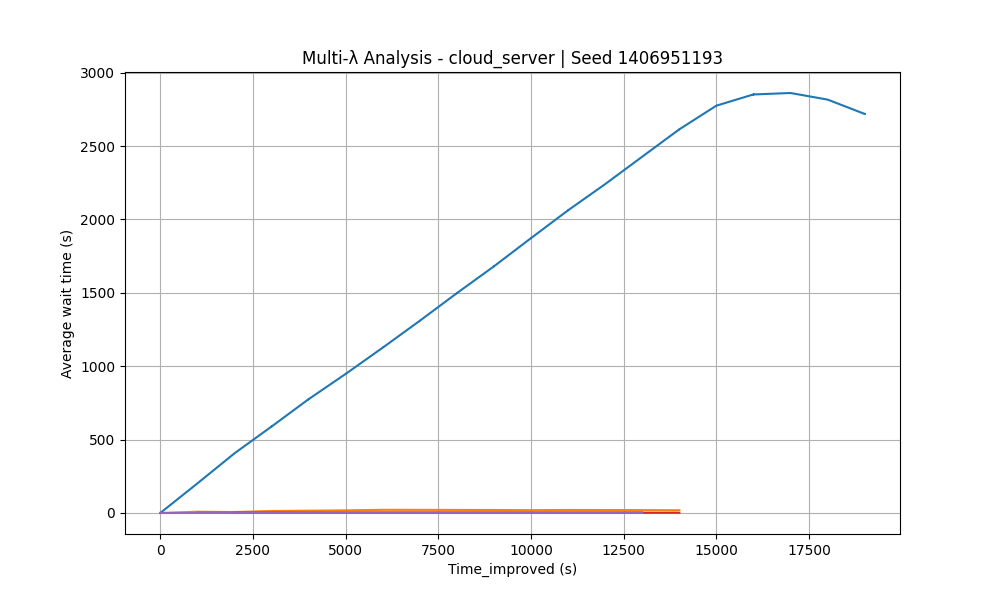 Multi-λ Analysis - cloud_server | Seed 1406951193
Average wait time (s)
3000
2500
2000
1500
1000
500
0
0 2500 5000 7500 10000 12500 15000 17500
Time_improved (s)